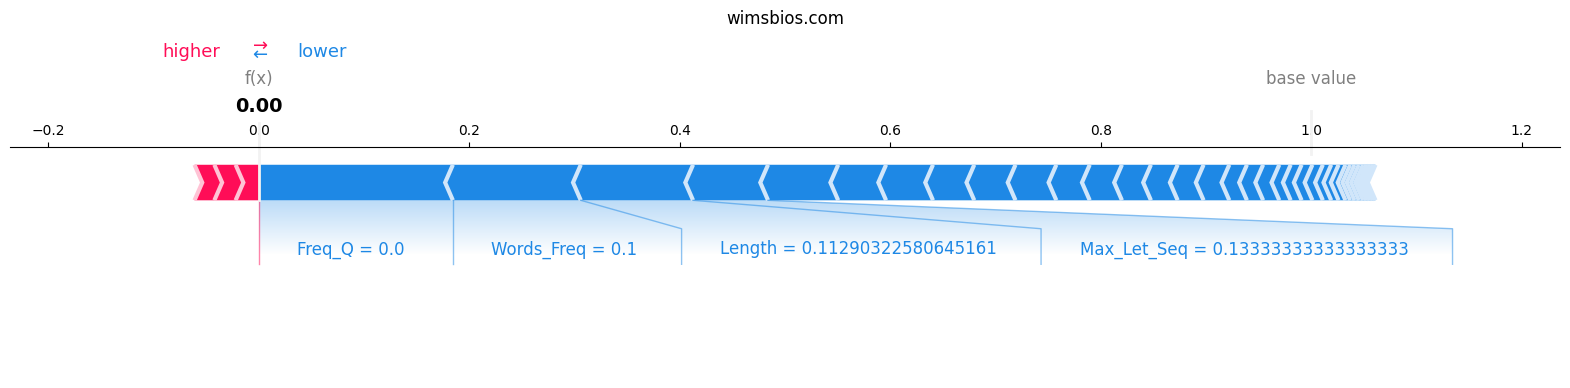 wimsbios.com
higher → ← lower
f(x) base value
0.00
−0.2 0.0 0.2 0.4 0.6 0.8 1.0 1.2
Freq_Q = 0.0 Words_Freq = 0.1 Length = 0.11290322580645161 Max_Let_Seq = 0.13333333333333333